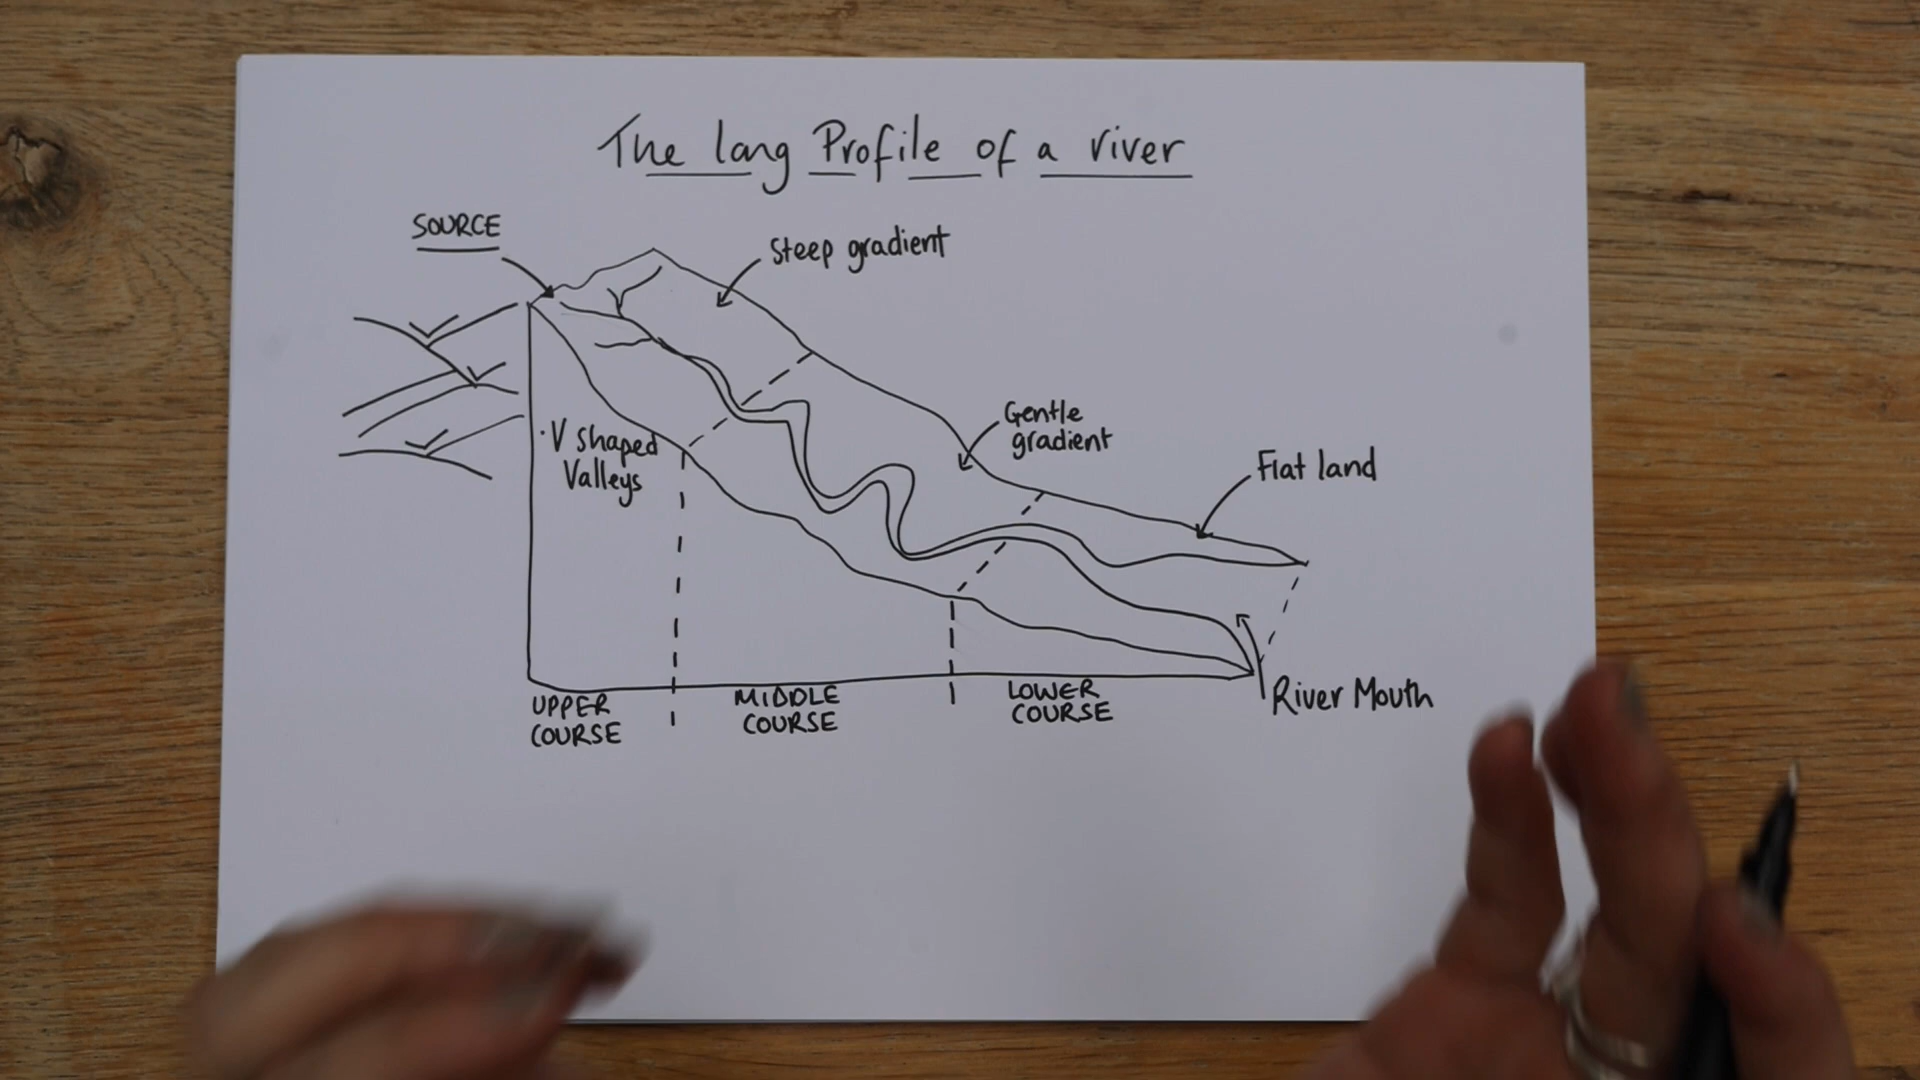 The long Profile of a river
SOURCE
Steep gradient
Gentle
gradient
Flat land
V shaped
Valleys
River Mouth
UPPER
COURSE
MIDDLE
COURSE
LOWER
COURSE